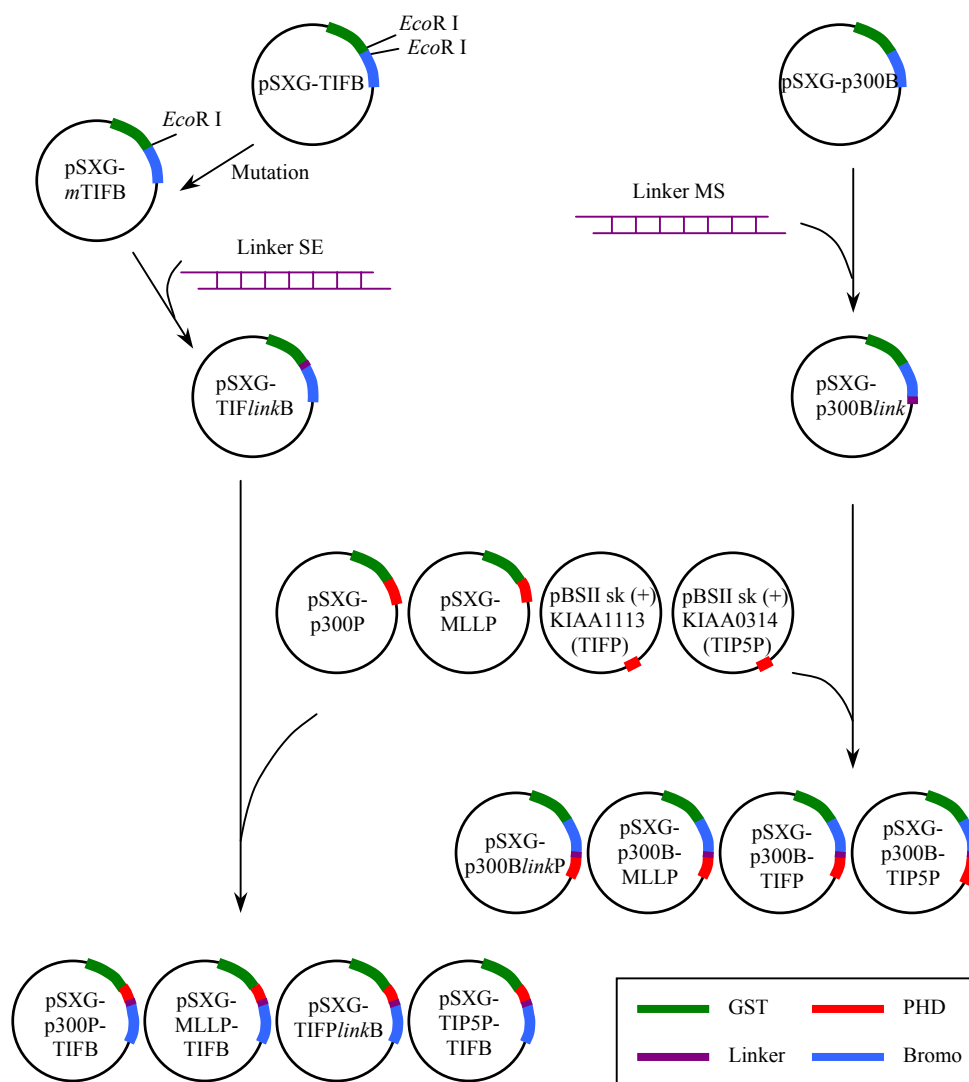 EcoR I
EcoR I
pSXG-TIFB
pSXG-p300B
EcoR I
pSXG-
mTIFB
Mutation
Linker MS
Linker SE
pSXG-
TIFlinkB
pSXG-
p300Blink
pSXG-
p300P
pSXG-
MLLP
pBSII sk (+)
KIAA1113
(TIFP)
pBSII sk (+)
KIAA0314
(TIP5P)
pSXG-
p300BlinkP
pSXG-
p300B-
MLLP
pSXG-
p300B-
TIFP
pSXG-
p300B-
TIP5P
pSXG-
p300P-
TIFB
pSXG-
MLLP-
TIFB
pSXG-
TIFPlinkB
pSXG-
TIP5P-
TIFB
GST
PHD
Linker
Bromo